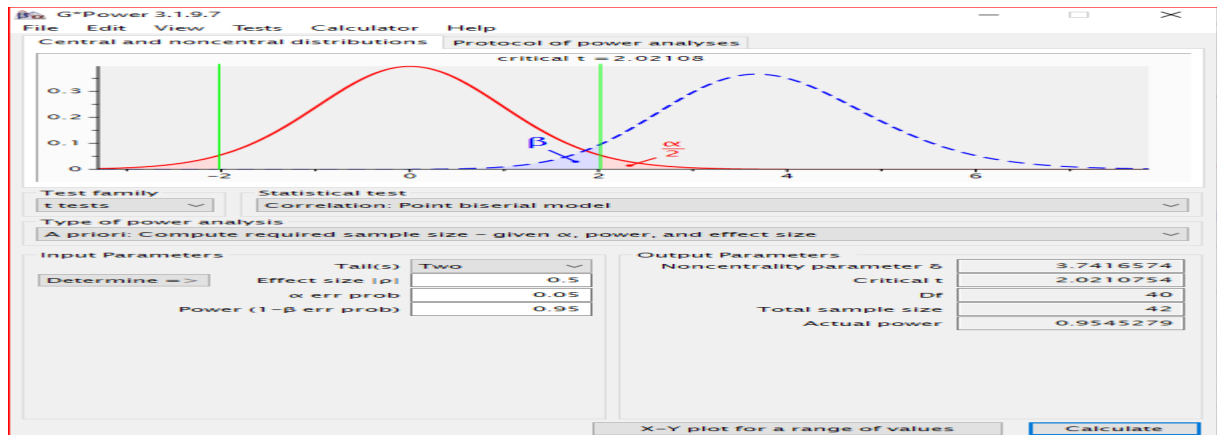 G*Power 3.1.9.7
File Edit View Tests Calculator Help
Central and noncentral distributions Protocol of power analyses
critical t = 2.02108
0.3
0.2
0.1
0
β
α
2
-2 0 2 4 6
Test family Statistical test
t tests Correlation: Point biserial model
Type of power analysis
A priori: Compute required sample size – given α, power, and effect size
Input Parameters Output Parameters
Tail(s) Two Noncentrality parameter δ 3.7416574
Determine => Effect size |ρ| 0.5 Critical t 2.0210754
α err prob 0.05 Df 40
Power (1-β err prob) 0.95 Total sample size 42
Actual power 0.9545279
X-Y plot for a range of values Calculate